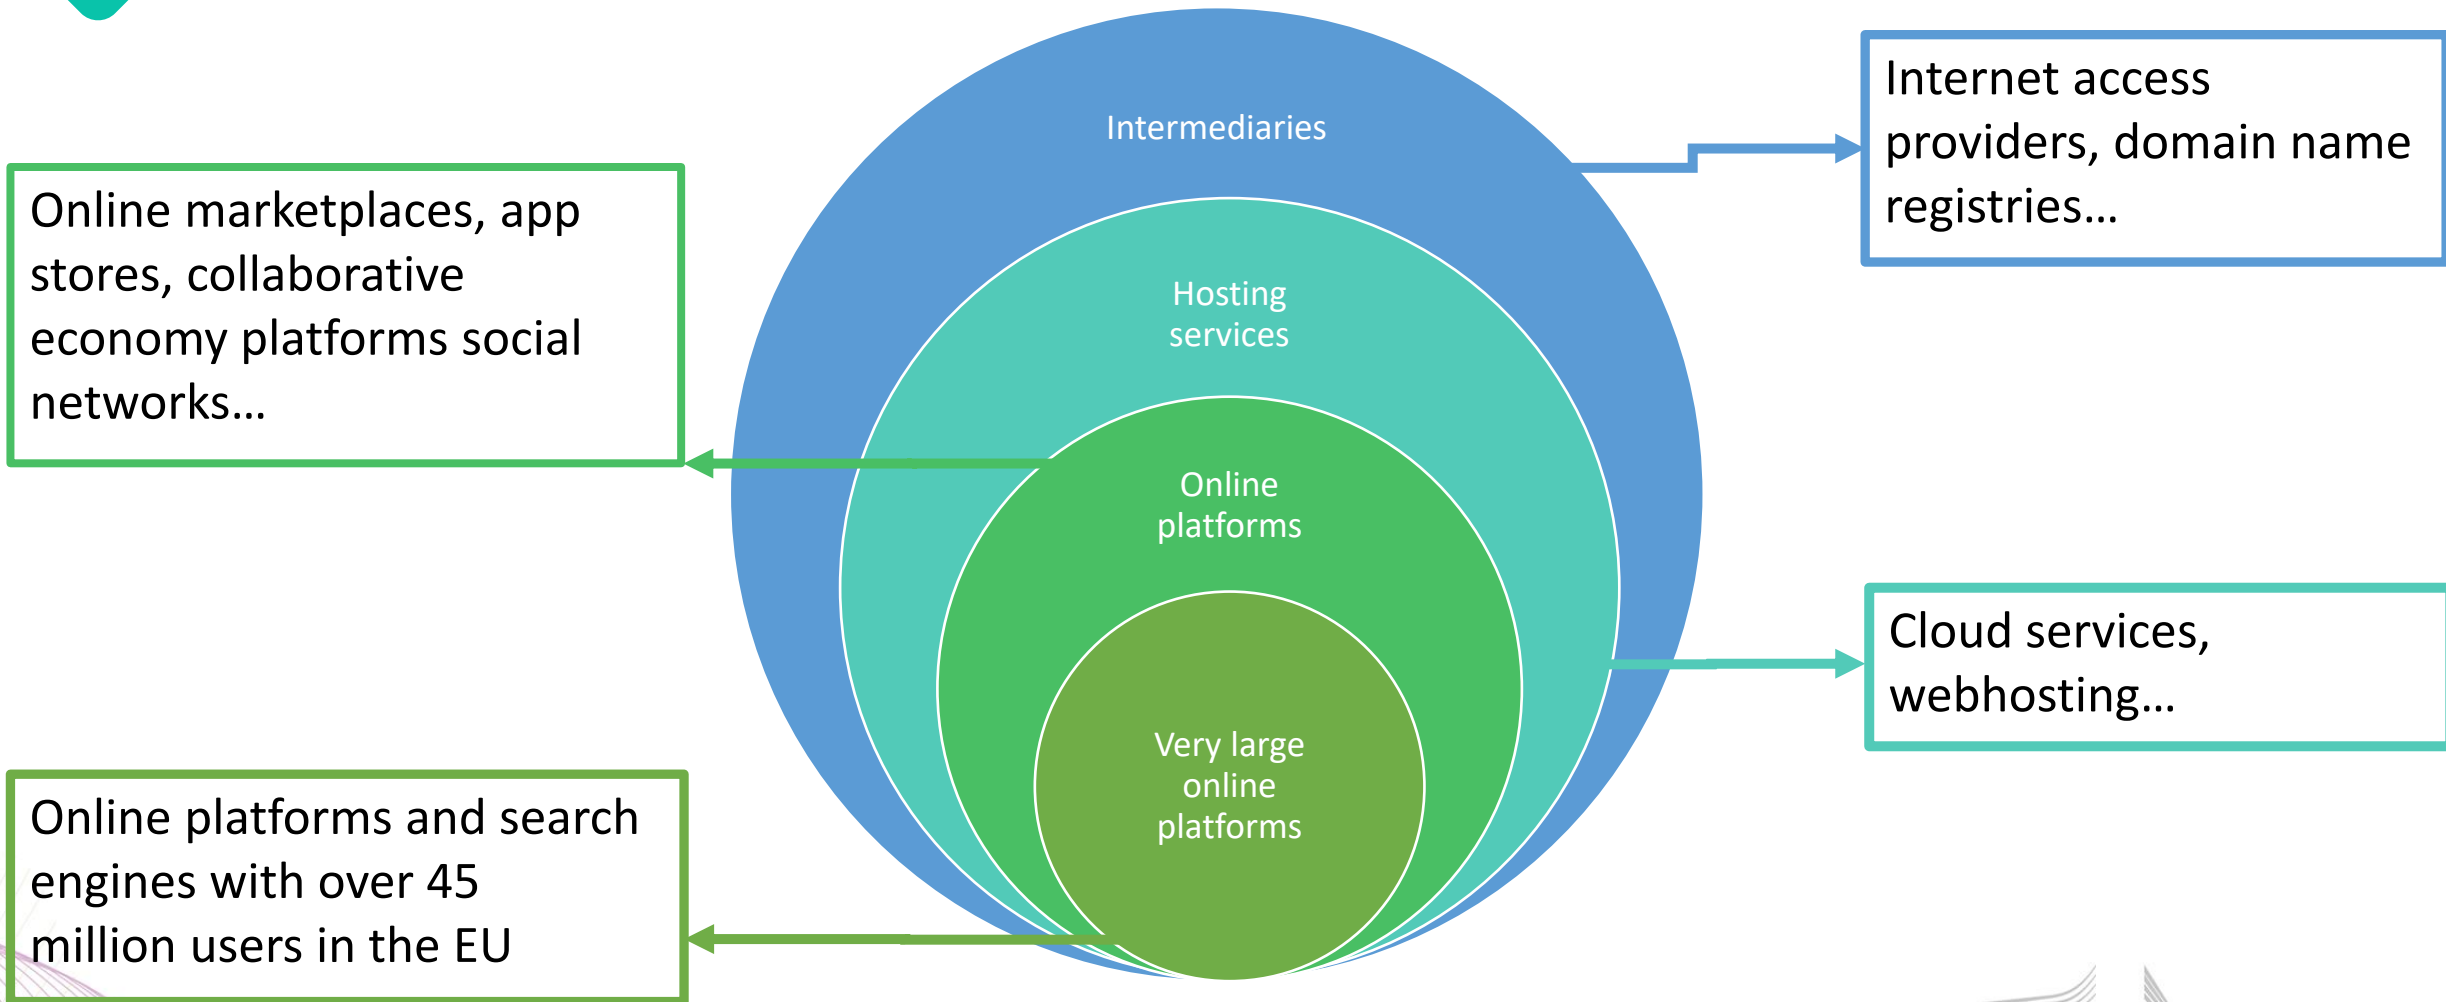 Intermediaries
Hosting
services
Online
platforms
Very large
online
platforms
Online marketplaces, app
stores, collaborative
economy platforms social
networks…
Online platforms and search
engines with over 45
million users in the EU
Internet access
providers, domain name
registries…
Cloud services,
webhosting…